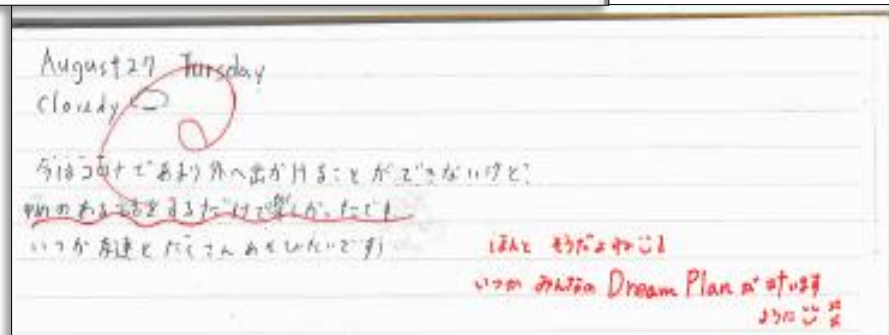 August 27 Tursday
Cloudy
今はコロナであまり外へ出かけることができないけど、
のあるをするだけで楽しかったです
いつか友達とたくさんあそびたいです
ほんと そうだよね
いつか みんなの Dream Plan が 叶います
ように